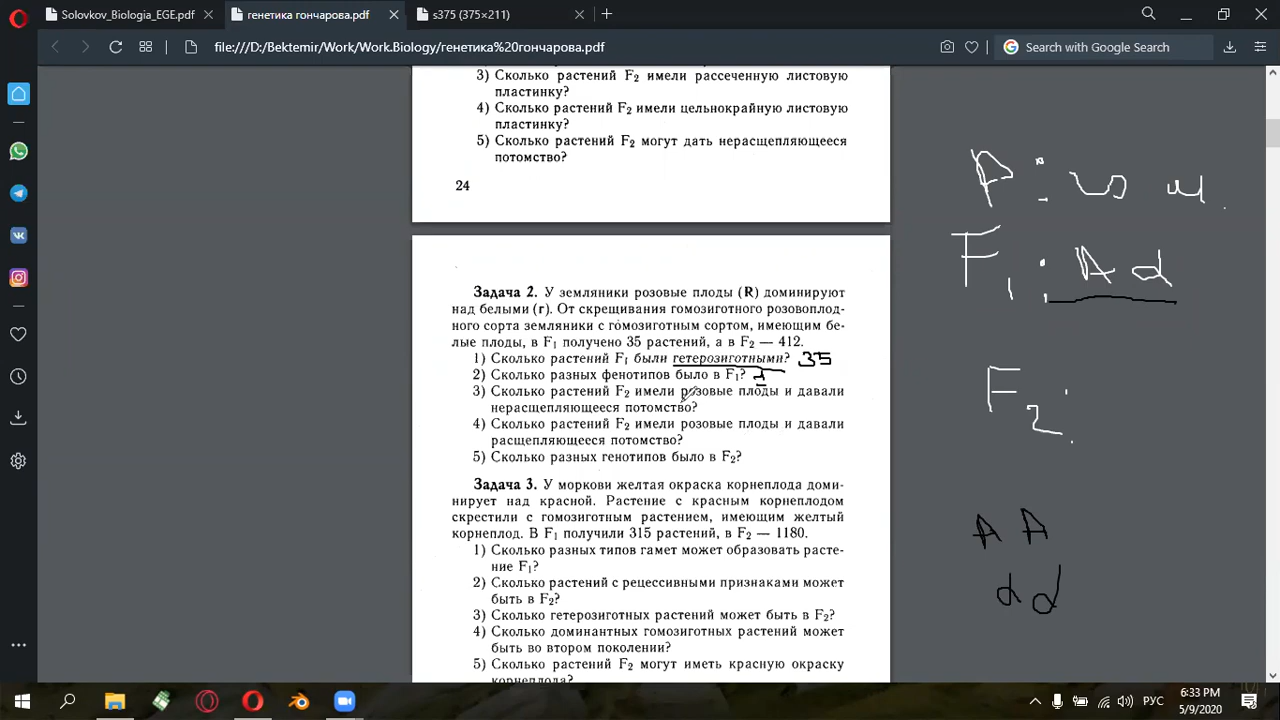 Solovkov_Biologia_EGE.pdf
генетика гончарова.pdf
s375 (375×211)
file:///D:/Bektemir/Work/Work.Biology/генетика%20гончарова.pdf
Search with Google
3) Сколько растений F2 имели рассеченную листовую
пластинку?
4) Сколько растений F2 имели цельнокрайную листовую
пластинку?
5) Сколько растений F2 могут дать нерасщепляющееся
потомство?
24
Задача 2. У земляники розовые плоды (R) доминируют
над белыми (r). От скрещивания гомозиготного розовоплод-
ного сорта земляники с гомозиготным сортом, имеющим бе-
лые плоды, в F1 получено 35 растений, а в F2 — 412.
1) Сколько растений F1 были гетерозиготными? 35
2) Сколько разных фенотипов было в F1?
3) Сколько растений F2 имели розовые плоды и давали
нерасщепляющееся потомство?
4) Сколько растений F2 имели розовые плоды и давали
расщепляющееся потомство?
5) Сколько разных генотипов было в F2?
Задача 3. У моркови желтая окраска корнеплода доми-
нирует над красной. Растение с красным корнеплодом
скрестили с гомозиготным растением, имеющим желтый
корнеплод. В F1 получили 315 растений, в F2 — 1180.
1) Сколько разных типов гамет может образовать расте-
ние F1?
2) Сколько растений с рецессивными признаками может
быть в F2?
3) Сколько гетерозиготных растений может быть в F2?
4) Сколько доминантных гомозиготных растений может
быть во втором поколении?
5) Сколько растений F2 могут иметь красную окраску
корнеплода?
P:
F1: A d
F2:
A A
d d
РУС
6:33 PM
5/9/2020